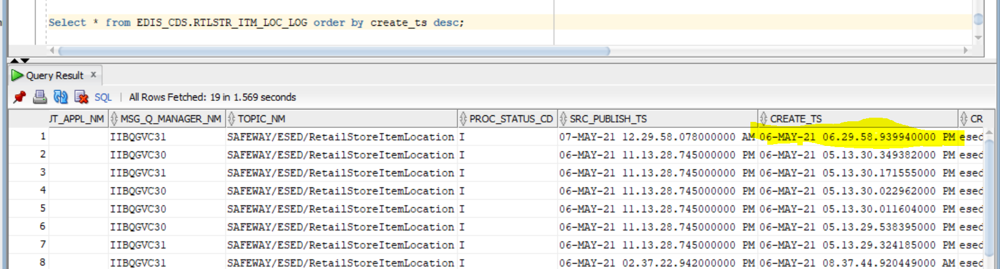 Select * from EDIS_CDS.RTLSTR_ITM_LOC_LOG order by create_ts desc;
Query Result x
SQL | All Rows Fetched: 19 in 1.569 seconds
JT_APPL_NM MSG_Q_MANAGER_NM TOPIC_NM PROC_STATUS_CD SRC_PUBLISH_TS CREATE_TS CR
1 IIBQGVC31 SAFEWAY/ESED/RetailStoreItemLocation I 07-MAY-21 12.29.58.078000000 AM 06-MAY-21 06.29.58.939940000 PM esed
2 IIBQGVC30 SAFEWAY/ESED/RetailStoreItemLocation I 06-MAY-21 11.13.28.745000000 PM 06-MAY-21 05.13.30.349382000 PM esed
3 IIBQGVC31 SAFEWAY/ESED/RetailStoreItemLocation I 06-MAY-21 11.13.28.745000000 PM 06-MAY-21 05.13.30.171555000 PM esed
4 IIBQGVC30 SAFEWAY/ESED/RetailStoreItemLocation I 06-MAY-21 11.13.28.745000000 PM 06-MAY-21 05.13.30.022962000 PM esed
5 IIBQGVC30 SAFEWAY/ESED/RetailStoreItemLocation I 06-MAY-21 11.13.28.745000000 PM 06-MAY-21 05.13.30.011604000 PM esed
6 IIBQGVC30 SAFEWAY/ESED/RetailStoreItemLocation I 06-MAY-21 11.13.28.745000000 PM 06-MAY-21 05.13.29.538395000 PM esed
7 IIBQGVC31 SAFEWAY/ESED/RetailStoreItemLocation I 06-MAY-21 11.13.28.745000000 PM 06-MAY-21 05.13.29.324185000 PM esed
8 IIBQGVC31 SAFEWAY/ESED/RetailStoreItemLocation I 06-MAY-21 02.37.22.942000000 PM 06-MAY-21 08.37.44.920449000 AM esed